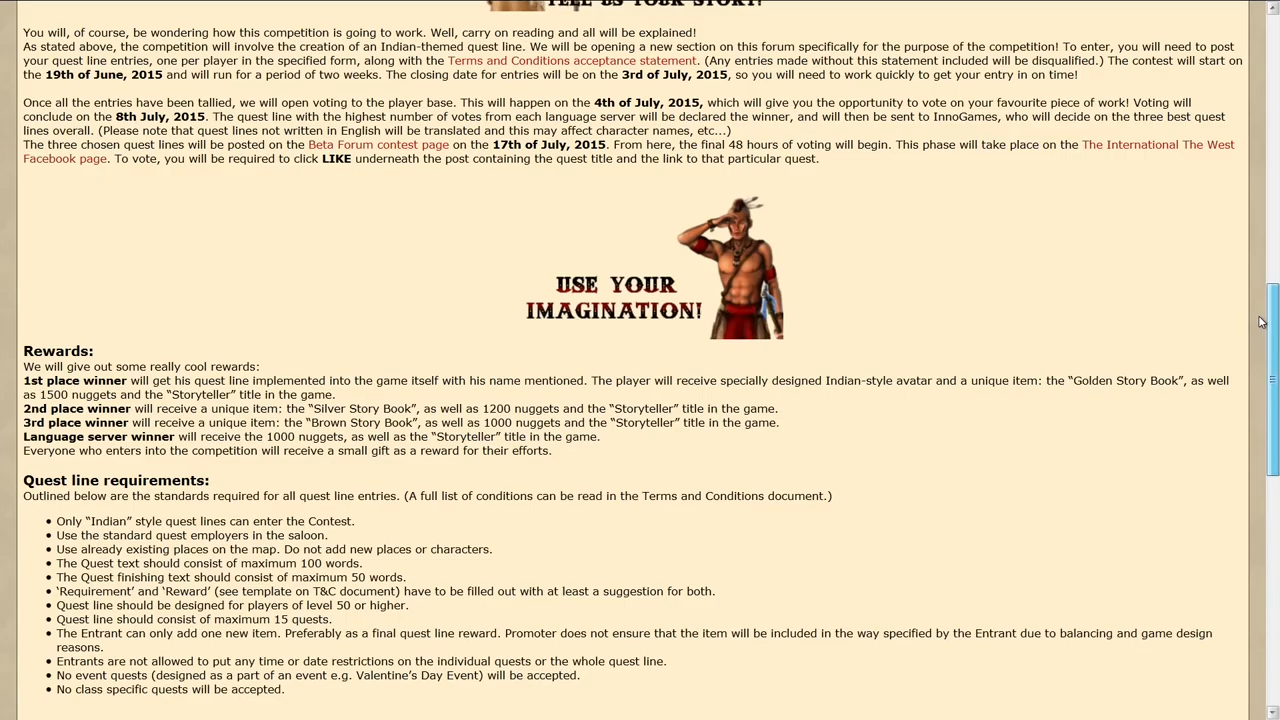 TELL US YOUR STORY!
You will, of course, be wondering how this competition is going to work. Well, carry on reading and all will be explained!
As stated above, the competition will involve the creation of an Indian-themed quest line. We will be opening a new section on this forum specifically for the purpose of the competition! To enter, you will need to post
your quest line entries, one per player in the specified form, along with the Terms and Conditions acceptance statement. (Any entries made without this statement included will be disqualified.) The contest will start on
the 19th of June, 2015 and will run for a period of two weeks. The closing date for entries will be on the 3rd of July, 2015, so you will need to work quickly to get your entry in on time!
Once all the entries have been tallied, we will open voting to the player base. This will happen on the 4th of July, 2015, which will give you the opportunity to vote on your favourite piece of work! Voting will
conclude on the 8th July, 2015. The quest line with the highest number of votes from each language server will be declared the winner, and will then be sent to InnoGames, who will decide on the three best quest
lines overall. (Please note that quest lines not written in English will be translated and this may affect character names, etc...)
The three chosen quest lines will be posted on the Beta Forum contest page on the 17th of July, 2015. From here, the final 48 hours of voting will begin. This phase will take place on the The International The West
Facebook page. To vote, you will be required to click LIKE underneath the post containing the quest title and the link to that particular quest.
USE YOUR
IMAGINATION!
Rewards:
We will give out some really cool rewards:
1st place winner will get his quest line implemented into the game itself with his name mentioned. The player will receive specially designed Indian-style avatar and a unique item: the “Golden Story Book”, as well
as 1500 nuggets and the “Storyteller” title in the game.
2nd place winner will receive a unique item: the “Silver Story Book”, as well as 1200 nuggets and the “Storyteller” title in the game.
3rd place winner will receive a unique item: the “Brown Story Book”, as well as 1000 nuggets and the “Storyteller” title in the game.
Language server winner will receive the 1000 nuggets, as well as the “Storyteller” title in the game.
Everyone who enters into the competition will receive a small gift as a reward for their efforts.
Quest line requirements:
Outlined below are the standards required for all quest line entries. (A full list of conditions can be read in the Terms and Conditions document.)
• Only “Indian” style quest lines can enter the Contest.
• Use the standard quest employers in the saloon.
• Use already existing places on the map. Do not add new places or characters.
• The Quest text should consist of maximum 100 words.
• The Quest finishing text should consist of maximum 50 words.
• ‘Requirement’ and ‘Reward’ (see template on T&C document) have to be filled out with at least a suggestion for both.
• Quest line should be designed for players of level 50 or higher.
• Quest line should consist of maximum 15 quests.
• The Entrant can only add one new item. Preferably as a final quest line reward. Promoter does not ensure that the item will be included in the way specified by the Entrant due to balancing and game design
reasons.
• Entrants are not allowed to put any time or date restrictions on the individual quests or the whole quest line.
• No event quests (designed as a part of an event e.g. Valentine’s Day Event) will be accepted.
• No class specific quests will be accepted.